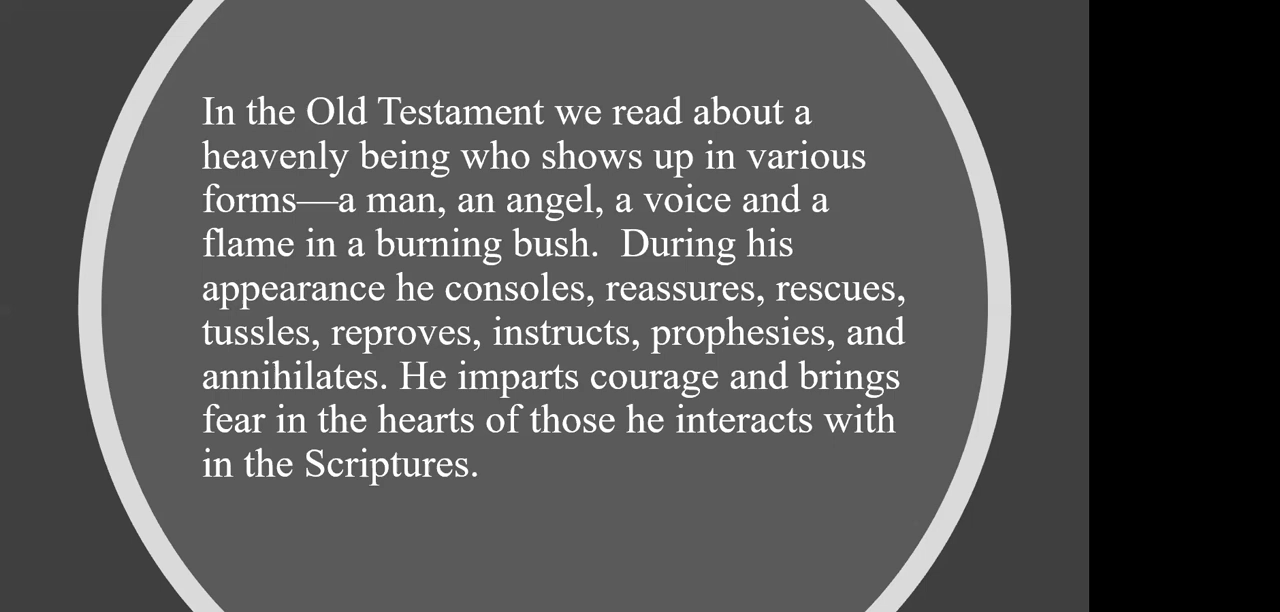 In the Old Testament we read about a
heavenly being who shows up in various
forms—a man, an angel, a voice and a
flame in a burning bush.  During his
appearance he consoles, reassures, rescues,
tussles, reproves, instructs, prophesies, and
annihilates. He imparts courage and brings
fear in the hearts of those he interacts with
in the Scriptures.